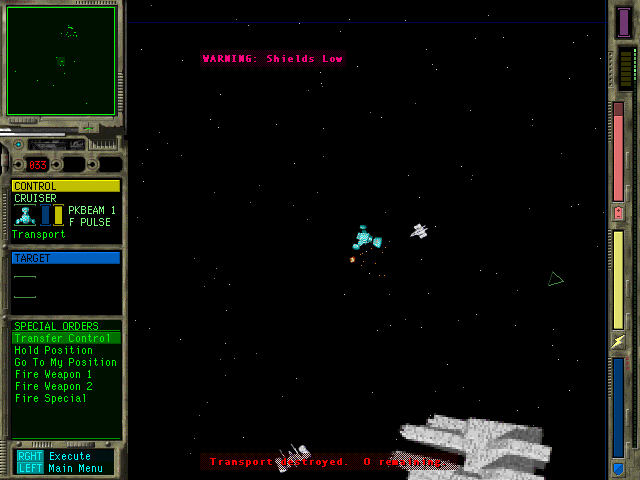 WARNING: Shields Low
033
CONTROL
CRUISER
PKBEAM 1
F PULSE
Transport
TARGET
SPECIAL ORDERS
Transfer Control
Hold Position
Go To My Position
Fire Weapon 1
Fire Weapon 2
Fire Special
RGHT Execute
LEFT Main Menu
Transport destroyed. 0 remaining.